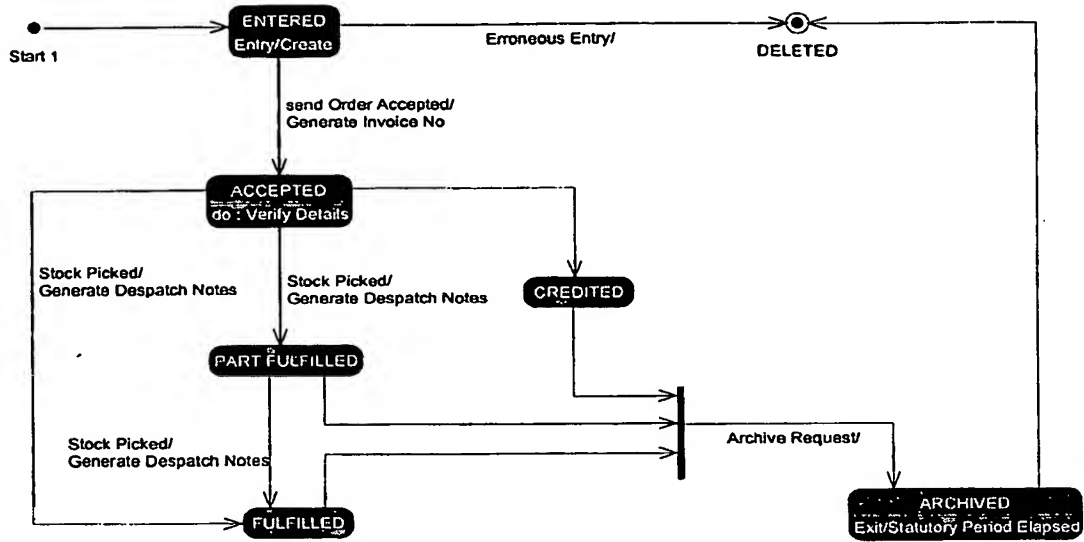 ENTERED
Entry/Create
Start 1
Erroneous Entry/
DELETED
send Order Accepted/
Generate Invoice No
ACCEPTED
do : Verify Details
Stock Picked/
Generate Despatch Notes
Stock Picked/
Generate Despatch Notes
CREDITED
PART FULFILLED
Stock Picked/
Generate Despatch Notes
Archive Request/
FULFILLED
ARCHIVED
Exit/Statutory Period Elapsed